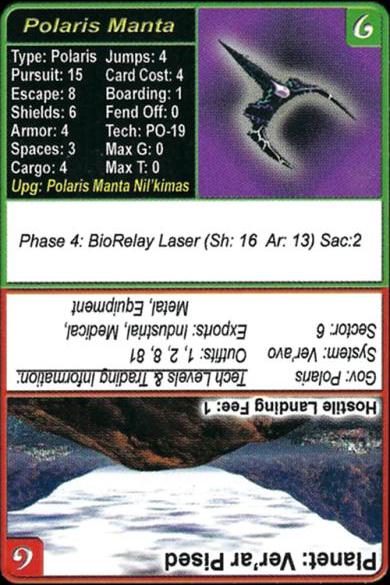 Polaris Manta
6
Type: Polaris Jumps: 4
Pursuit: 15 Card Cost: 4
Escape: 8 Boarding: 1
Shields: 6 Fend Off: 0
Armor: 4 Tech: PO-19
Spaces: 3 Max G: 0
Cargo: 4 Max T: 0
Upg: Polaris Manta Nil'kimas
Phase 4: BioRelay Laser (Sh: 16 Ar: 13) Sac:2
Planet: Ver'ar Pised
6
Hostile Landing Fee: 1
Gov: Polaris Tech Levels & Trading Information:
System: Ver'avo Outfits: 1, 2, 8, 81
Sector: 6 Exports: Industrial, Medical,
Metal, Equipment